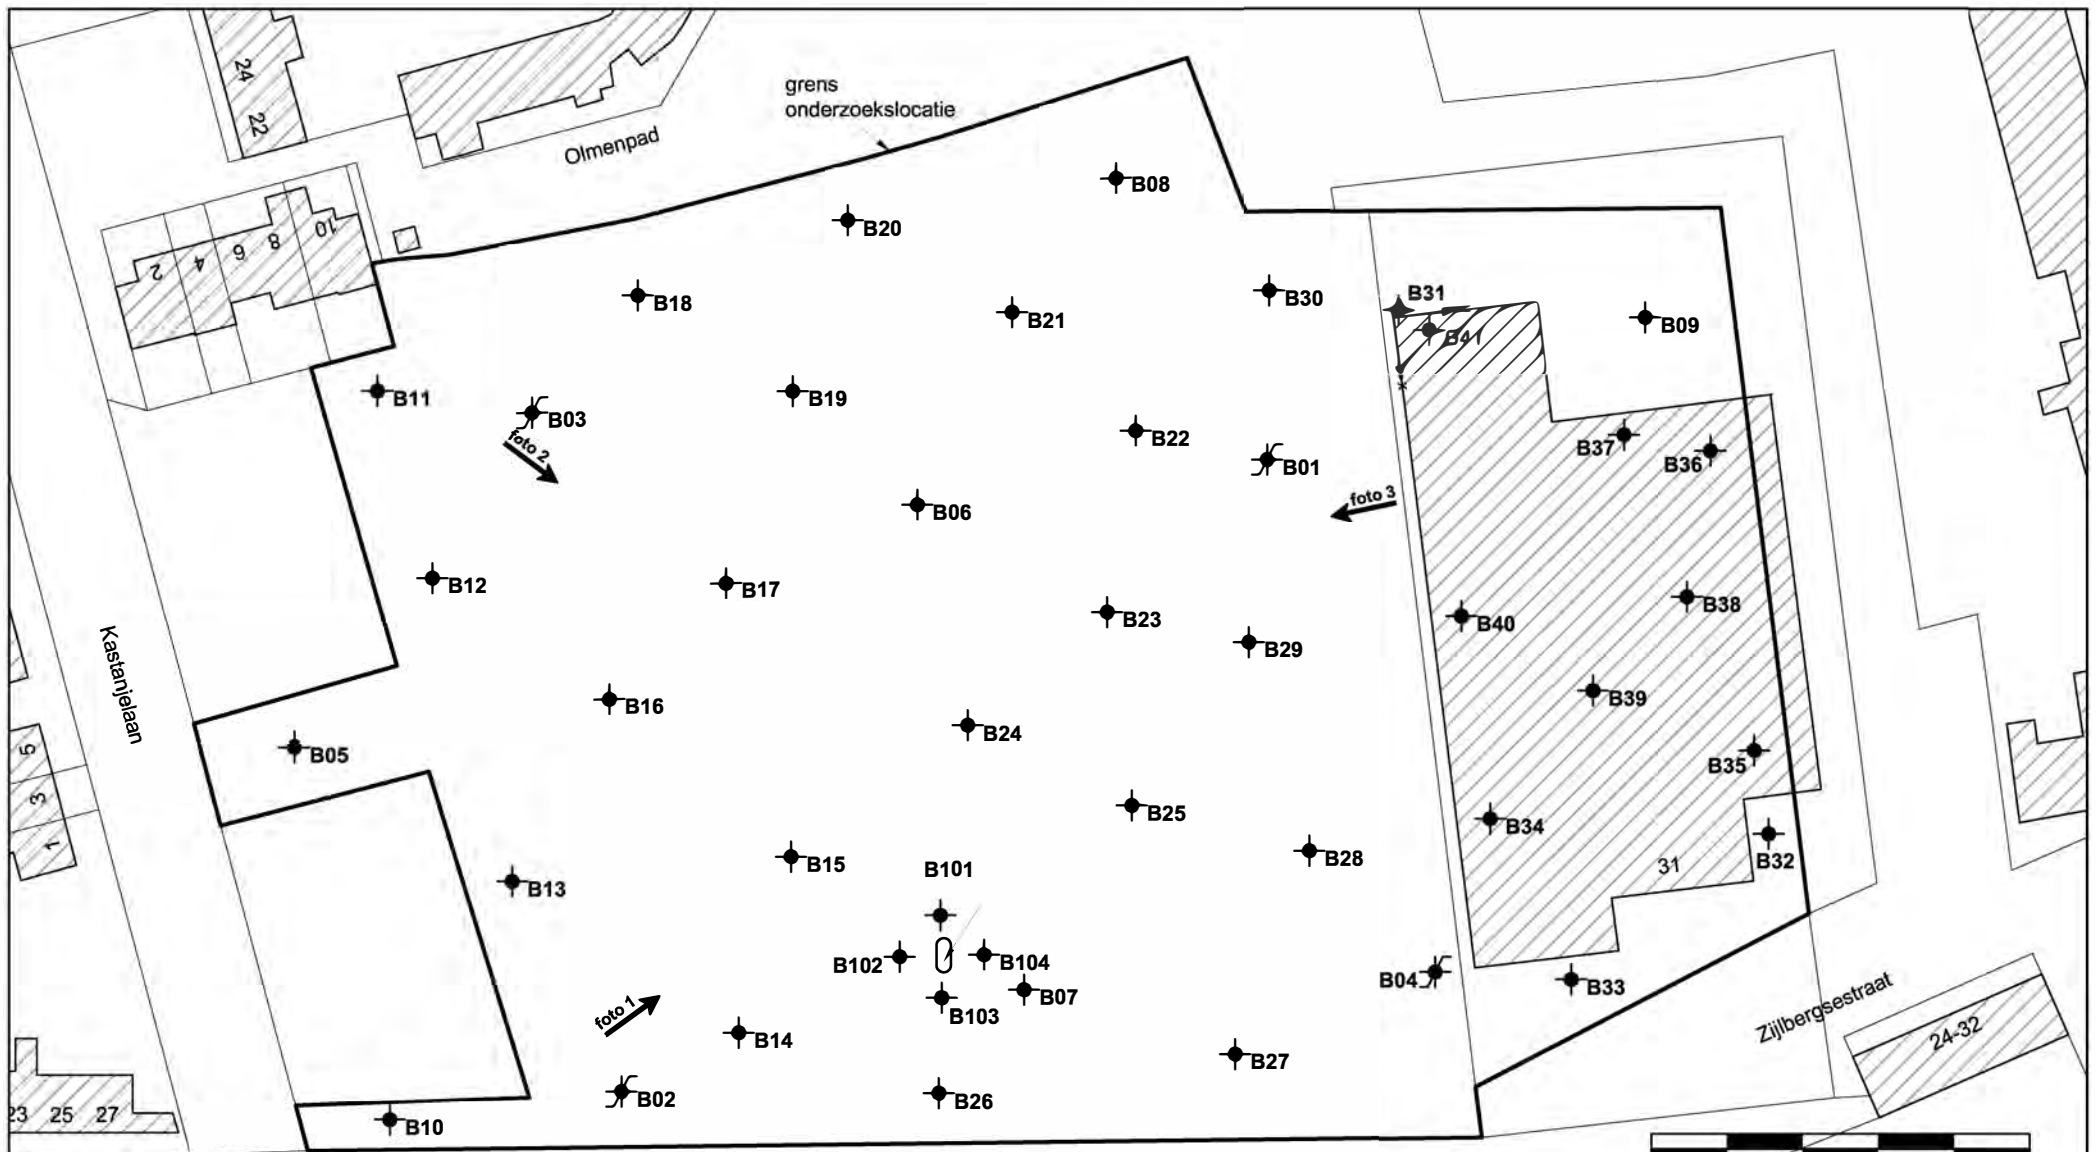 24
22
grens
onderzoekslocatie
Olmenpad
B08
B20
10
8
6
4
2
B18
B21
B30
B31
B09
B41
B11
B03
B19
foto 2
B22
B01
B37
B36
B06
foto 3
B12
B17
B23
B29
B40
B38
Kastanjelaan
B16
B24
B39
B05
5
3
1
B25
B35
B34
B15
B28
B32
31
B13
B101
B102
B104
B04
B33
B07
B103
foto 1
B14
B27
Zijlbergsestraat
24-32
B02
B26
B10
23 25 27